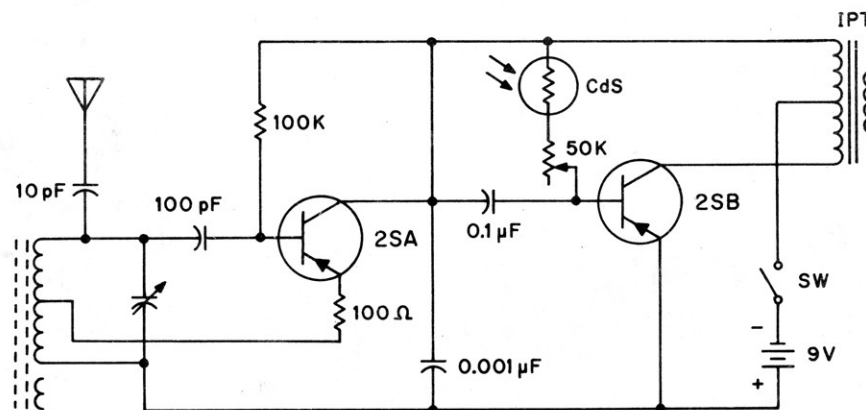 IPT
CdS
100K
50K
10 pF
100 pF
2SA
0.1 µF
2SB
100 Ω
SW
-
9V
0.001 µF
+